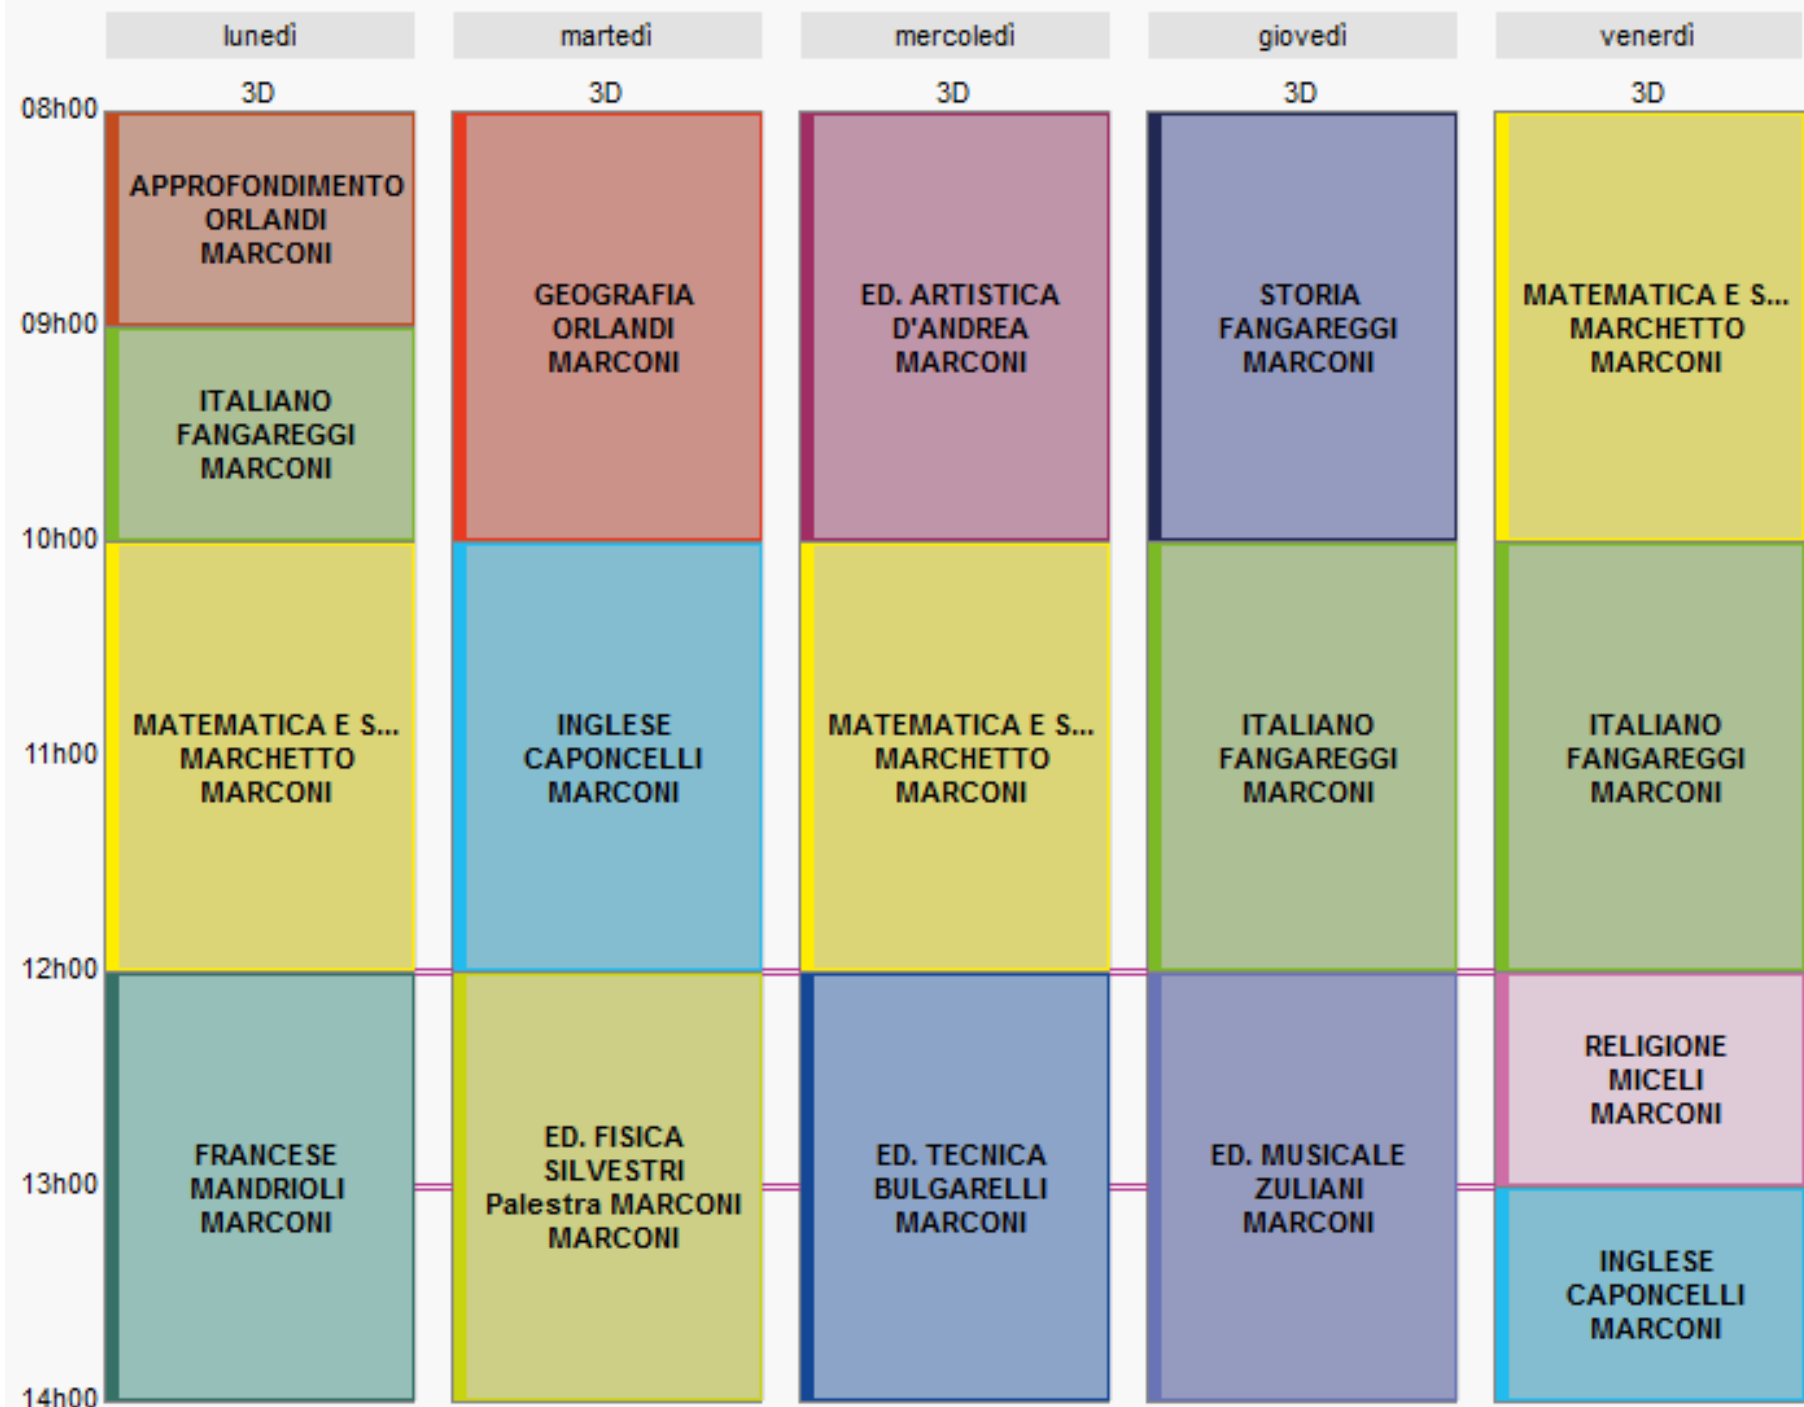 lunedì
martedì
mercoledì
giovedì
venerdì
3D
3D
3D
3D
3D
08h00
09h00
10h00
11h00
12h00
13h00
14h00
APPROFONDIMENTO
ORLANDI
MARCONI
ITALIANO
FANGAREGGI
MARCONI
MATEMATICA E S...
MARCHETTO
MARCONI
FRANCESE
MANDRIOLI
MARCONI
GEOGRAFIA
ORLANDI
MARCONI
INGLESE
CAPONCELLI
MARCONI
ED. FISICA
SILVESTRI
Palestra MARCONI
MARCONI
ED. ARTISTICA
D'ANDREA
MARCONI
MATEMATICA E S...
MARCHETTO
MARCONI
ED. TECNICA
BULGARELLI
MARCONI
STORIA
FANGAREGGI
MARCONI
ITALIANO
FANGAREGGI
MARCONI
ED. MUSICALE
ZULIANI
MARCONI
MATEMATICA E S...
MARCHETTO
MARCONI
ITALIANO
FANGAREGGI
MARCONI
RELIGIONE
MICELI
MARCONI
INGLESE
CAPONCELLI
MARCONI